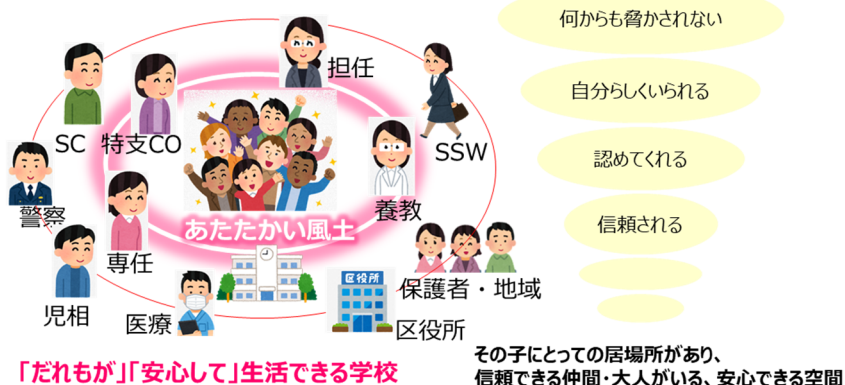 何からも脅かされない
担任
自分らしくいられる
SC
特支CO
SSW
認めてくれる
警察
養教
信頼される
あたたかい風土
専任
区役所
保護者・地域
児相
医療
区役所
「だれもが」「安心して」生活できる学校
その子にとっての居場所があり、
信頼できる仲間・大人がいる、安心できる空間